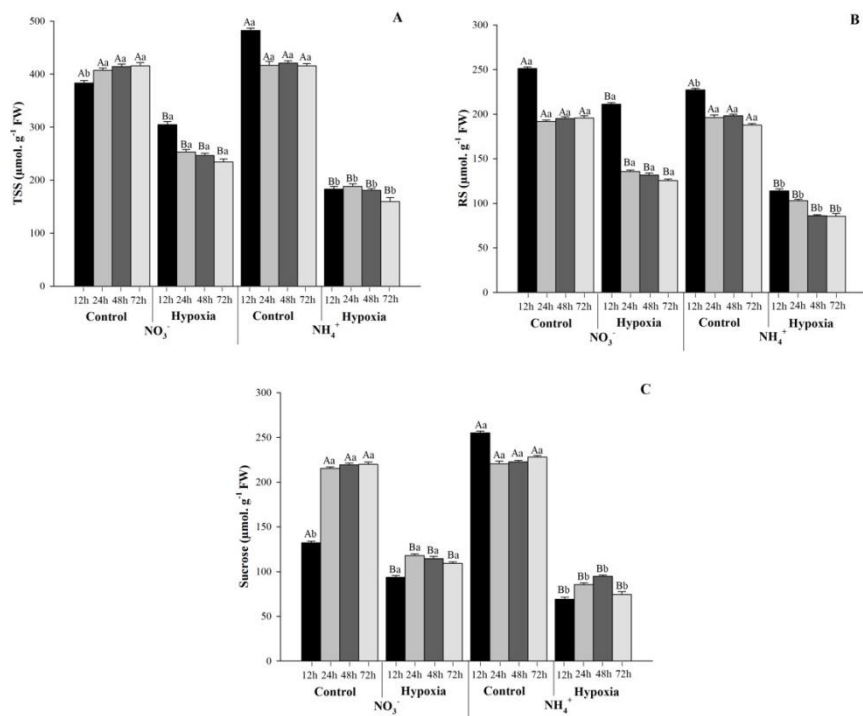 A
TSS (µmol. g⁻¹ FW)
500
400
300
200
100
0
Ab Aa Aa Aa Ba Ba Ba Ba Aa Aa Aa Aa Bb Bb Bb Bb
12h 24h 48h 72h 12h 24h 48h 72h 12h 24h 48h 72h 12h 24h 48h 72h
Control Hypoxia Control Hypoxia
NO₃⁻ NH₄⁺
B
RS (µmol. g⁻¹ FW)
300
250
200
150
100
50
0
Aa Aa Aa Aa Ba Ba Ba Ba Ab Aa Aa Aa Bb Bb Bb Bb
12h 24h 48h 72h 12h 24h 48h 72h 12h 24h 48h 72h 12h 24h 48h 72h
Control Hypoxia Control Hypoxia
NO₃⁻ NH₄⁺
C
Sucrose (µmol. g⁻¹ FW)
300
250
200
150
100
50
0
Ab Aa Aa Aa Ba Ba Ba Ba Aa Aa Aa Aa Bb Bb Bb Bb
12h 24h 48h 72h 12h 24h 48h 72h 12h 24h 48h 72h 12h 24h 48h 72h
Control Hypoxia Control Hypoxia
NO₃⁻ NH₄⁺